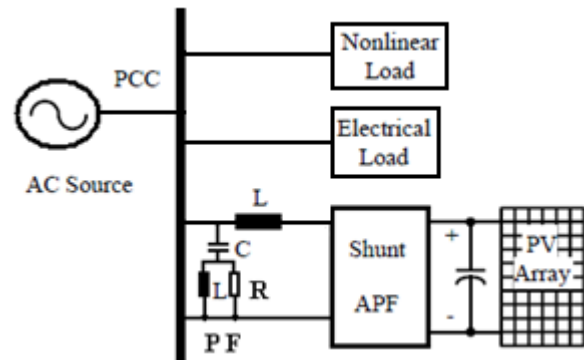 Nonlinear
Load
PCC
Electrical
Load
AC Source
L
C
L
R
P F
Shunt
APF
+
-
PV
Array